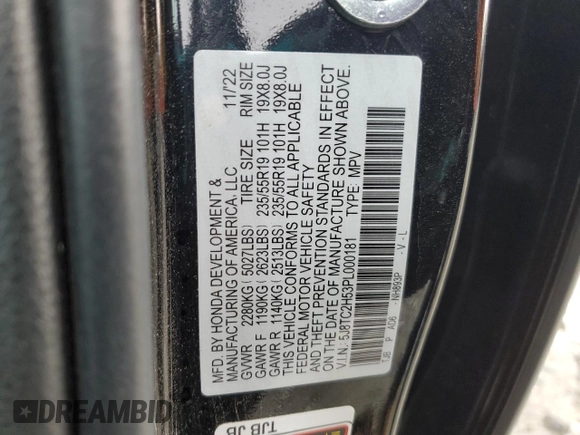 MFD. BY HONDA DEVELOPMENT &
MANUFACTURING OF AMERICA, LLC 11/'22
GVWR 2280KG ( 5027LBS) TIRE SIZE RIM SIZE
GAWR F 1190KG ( 2623LBS) 235/55R19 101H 19X8.0J
GAWR R 1140KG ( 2513LBS) 235/55R19 101H 19X8.0J
THIS VEHICLE CONFORMS TO ALL APPLICABLE
FEDERAL MOTOR VEHICLE SAFETY
AND THEFT PREVENTION STANDARDS IN EFFECT
ON THE DATE OF MANUFACTURE SHOWN ABOVE.
V.I.N.: 5J8TC2H53PL000181 TYPE: MPV
TJB P AD6 NH893P - V - L
TJB JB
DREAMBID